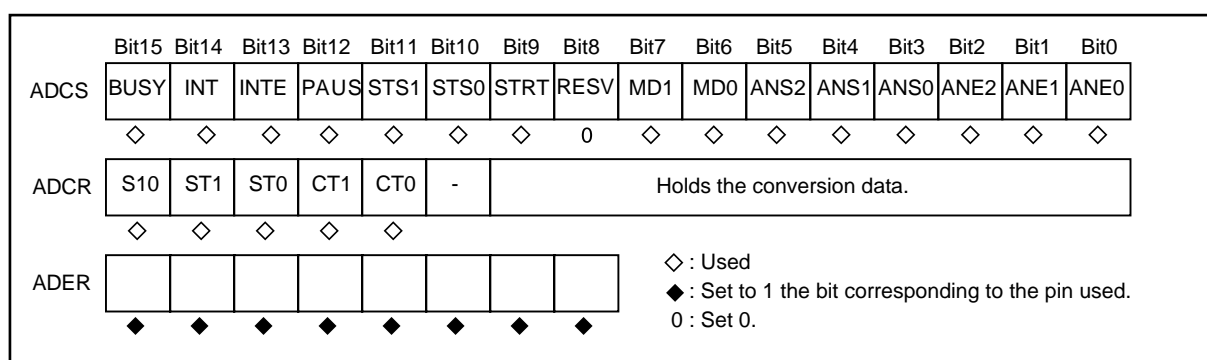 Bit15 Bit14 Bit13 Bit12 Bit11 Bit10 Bit9 Bit8 Bit7 Bit6 Bit5 Bit4 Bit3 Bit2 Bit1 Bit0
ADCS BUSY INT INTE PAUS STS1 STS0 STRT RESV MD1 MD0 ANS2 ANS1 ANS0 ANE2 ANE1 ANE0
◇ ◇ ◇ ◇ ◇ ◇ ◇ 0 ◇ ◇ ◇ ◇ ◇ ◇ ◇ ◇
ADCR S10 ST1 ST0 CT1 CT0 - Holds the conversion data.
◇ ◇ ◇ ◇ ◇
◇ : Used
ADER
◆ : Set to 1 the bit corresponding to the pin used.
◆ ◆ ◆ ◆ ◆ ◆ ◆ ◆
0 : Set 0.